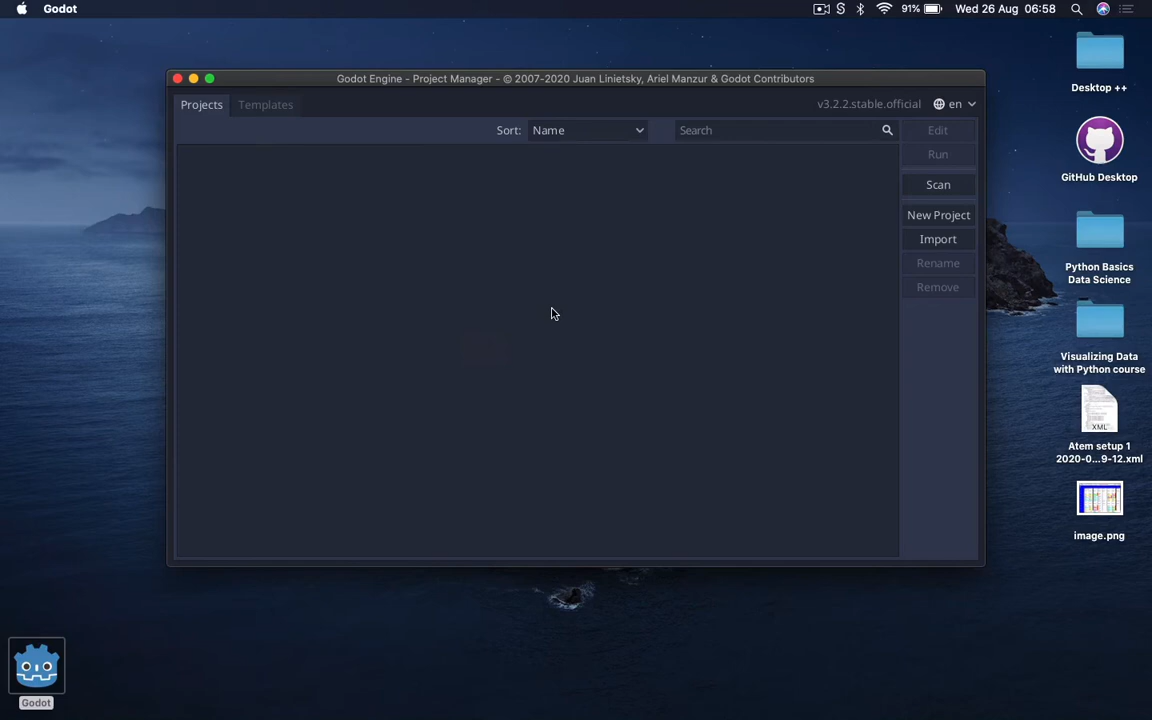 Godot
91%
Wed 26 Aug 06:58
Godot Engine - Project Manager - © 2007-2020 Juan Linietsky, Ariel Manzur & Godot Contributors
Projects
Templates
v3.2.2.stable.official
en
Sort:
Name
Search
Edit
Run
Scan
New Project
Import
Rename
Remove
Desktop ++
GitHub Desktop
Python Basics
Data Science
Visualizing Data
with Python course
XML
Atem setup 1
2020-0...9-12.xml
image.png
Godot